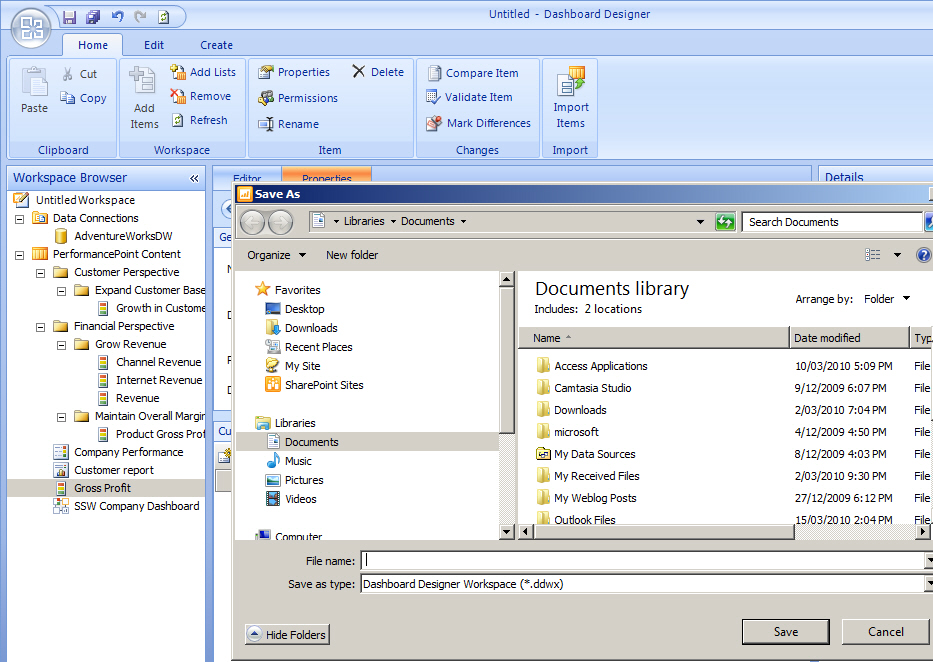 Untitled - Dashboard Designer
Home Edit Create
Paste
Cut
Copy
Clipboard
Add Items
Add Lists
Remove
Refresh
Workspace
Properties
Permissions
Rename
Delete
Item
Compare Item
Validate Item
Mark Differences
Changes
Import Items
Import
Workspace Browser «
Untitled Workspace
Data Connections
AdventureWorksDW
PerformancePoint Content
Customer Perspective
Expand Customer Base
Growth in Custome
Financial Perspective
Grow Revenue
Channel Revenue
Internet Revenue
Revenue
Maintain Overall Margin
Product Gross Prof
Company Performance
Customer report
Gross Profit
SSW Company Dashboard
Editor Properties
Details
Ge
Cu
Save As
Libraries Documents
Search Documents
Organize New folder
Favorites
Desktop
Downloads
Recent Places
My Site
SharePoint Sites
Libraries
Documents
Music
Pictures
Videos
Computer
Documents library
Includes: 2 locations
Arrange by: Folder
Name Date modified Typ
Access Applications 10/03/2010 5:09 PM File
Camtasia Studio 9/12/2009 6:07 PM File
Downloads 2/03/2010 7:04 PM File
microsoft 4/12/2009 4:50 PM File
My Data Sources 8/12/2009 4:03 PM File
My Received Files 2/03/2010 9:30 PM File
My Weblog Posts 27/12/2009 6:12 PM File
Outlook Files 15/03/2010 2:04 PM File
File name:
Save as type: Dashboard Designer Workspace (*.ddwx)
Hide Folders
Save Cancel